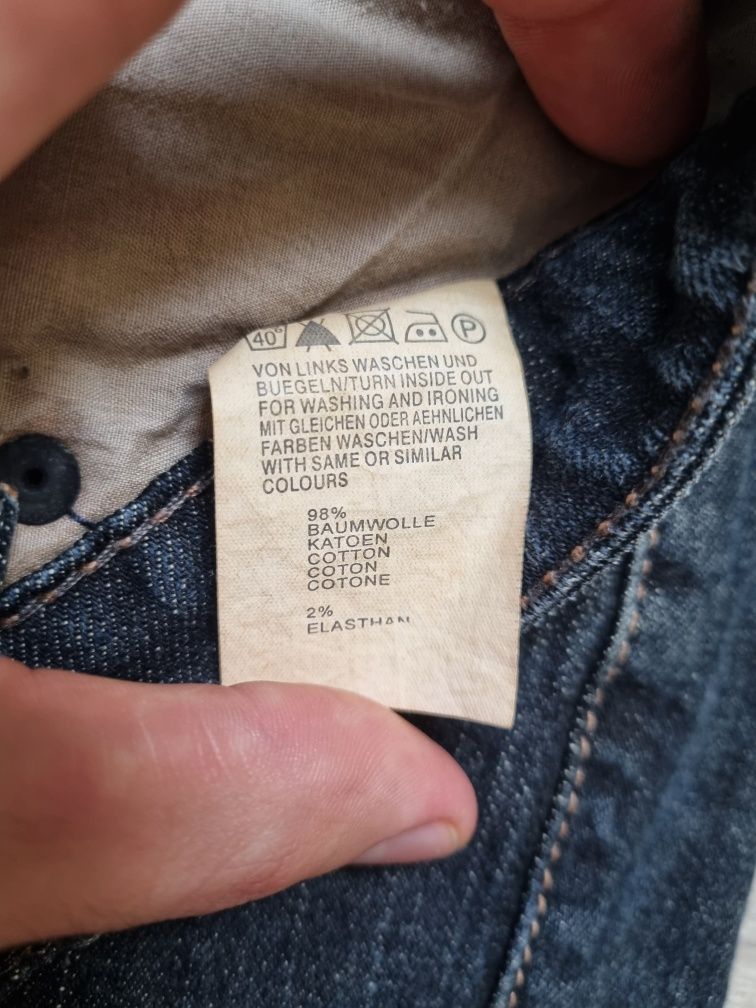 40° P
VON LINKS WASCHEN UND
BUEGELN/TURN INSIDE OUT
FOR WASHING AND IRONING
MIT GLEICHEN ODER AEHNLICHEN
FARBEN WASCHEN/WASH
WITH SAME OR SIMILAR
COLOURS
98%
BAUMWOLLE
KATOEN
COTTON
COTON
COTONE
2%
ELASTHAN